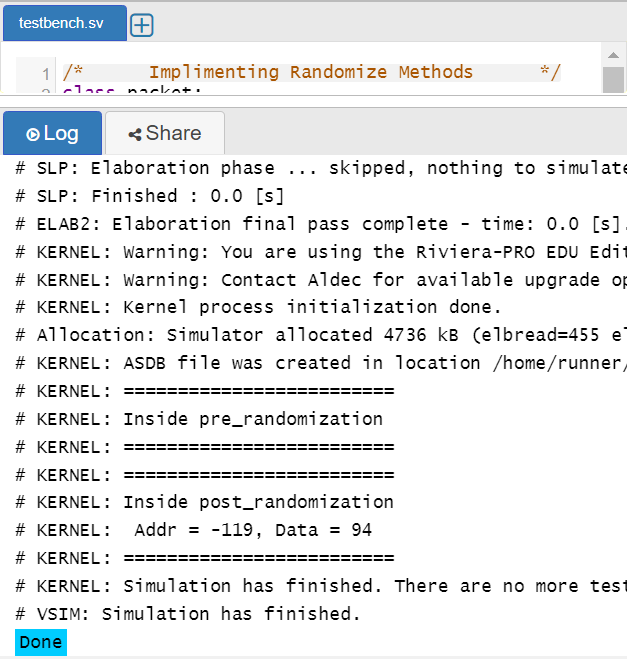 testbench.sv
1 /* Implimenting Randomize Methods */
class packet;
Log Share
# SLP: Elaboration phase ... skipped, nothing to simulate
# SLP: Finished : 0.0 [s]
# ELAB2: Elaboration final pass complete - time: 0.0 [s].
# KERNEL: Warning: You are using the Riviera-PRO EDU Edit
# KERNEL: Warning: Contact Aldec for available upgrade op
# KERNEL: Kernel process initialization done.
# Allocation: Simulator allocated 4736 kB (elbread=455 el
# KERNEL: ASDB file was created in location /home/runner/
# KERNEL: =========================
# KERNEL: Inside pre_randomization
# KERNEL: =========================
# KERNEL: =========================
# KERNEL: Inside post_randomization
# KERNEL:  Addr = -119, Data = 94
# KERNEL: =========================
# KERNEL: Simulation has finished. There are no more test
# VSIM: Simulation has finished.
Done